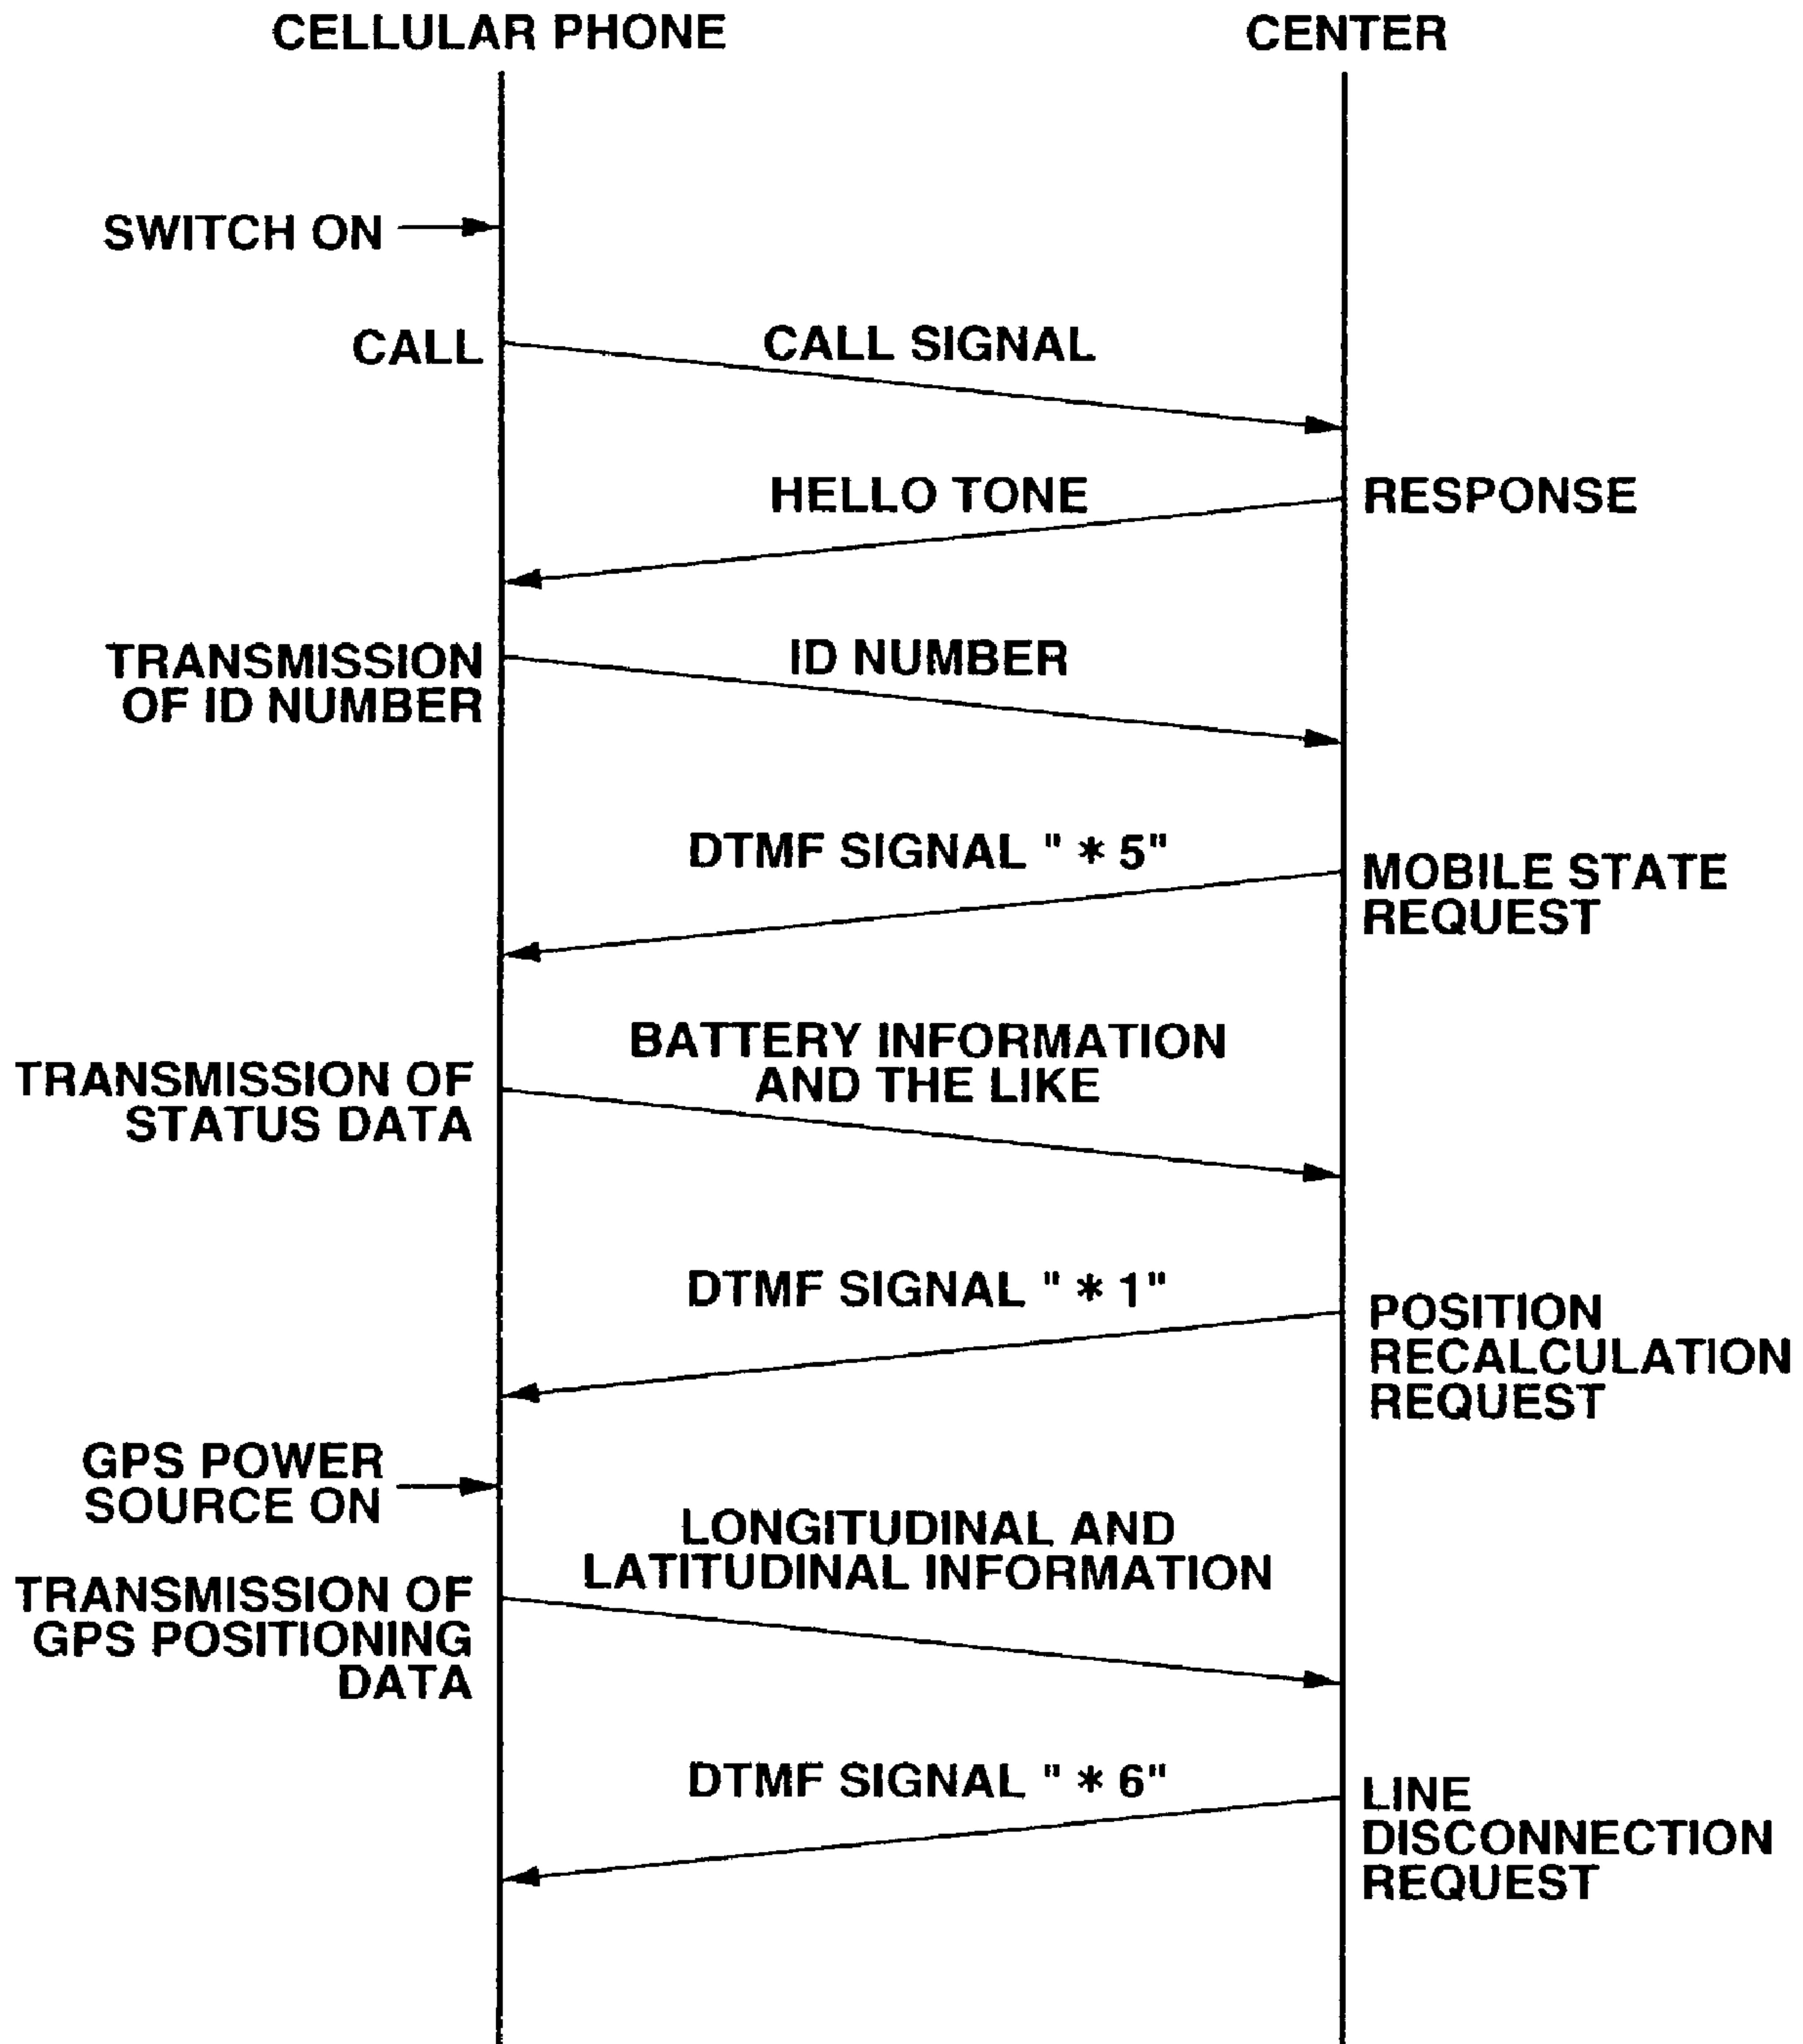 CELLULAR PHONE
CENTER
SWITCH ON
CALL
CALL SIGNAL
HELLO TONE
RESPONSE
TRANSMISSION
OF ID NUMBER
ID NUMBER
DTMF SIGNAL " * 5"
MOBILE STATE
REQUEST
BATTERY INFORMATION
AND THE LIKE
TRANSMISSION OF
STATUS DATA
DTMF SIGNAL " * 1"
POSITION
RECALCULATION
REQUEST
GPS POWER
SOURCE ON
LONGITUDINAL AND
LATITUDINAL INFORMATION
TRANSMISSION OF
GPS POSITIONING
DATA
DTMF SIGNAL " * 6"
LINE
DISCONNECTION
REQUEST